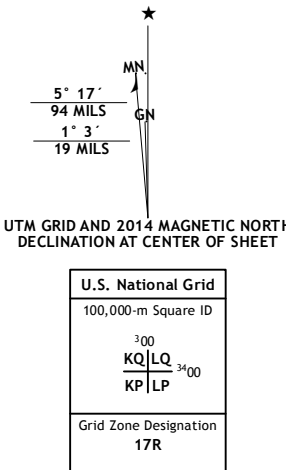 MN
GN
5° 17´
94 MILS
1° 3´
19 MILS
UTM GRID AND 2014 MAGNETIC NORTH
DECLINATION AT CENTER OF SHEET
U.S. National Grid
100,000-m Square ID
300
KQ LQ
3400
KP LP
Grid Zone Designation
17R